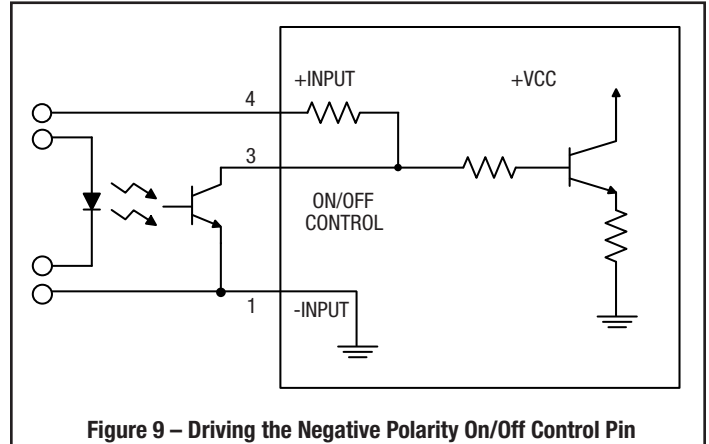 +INPUT
+VCC
4
3
ON/OFF
CONTROL
1
-INPUT
Figure 9 – Driving the Negative Polarity On/Off Control Pin